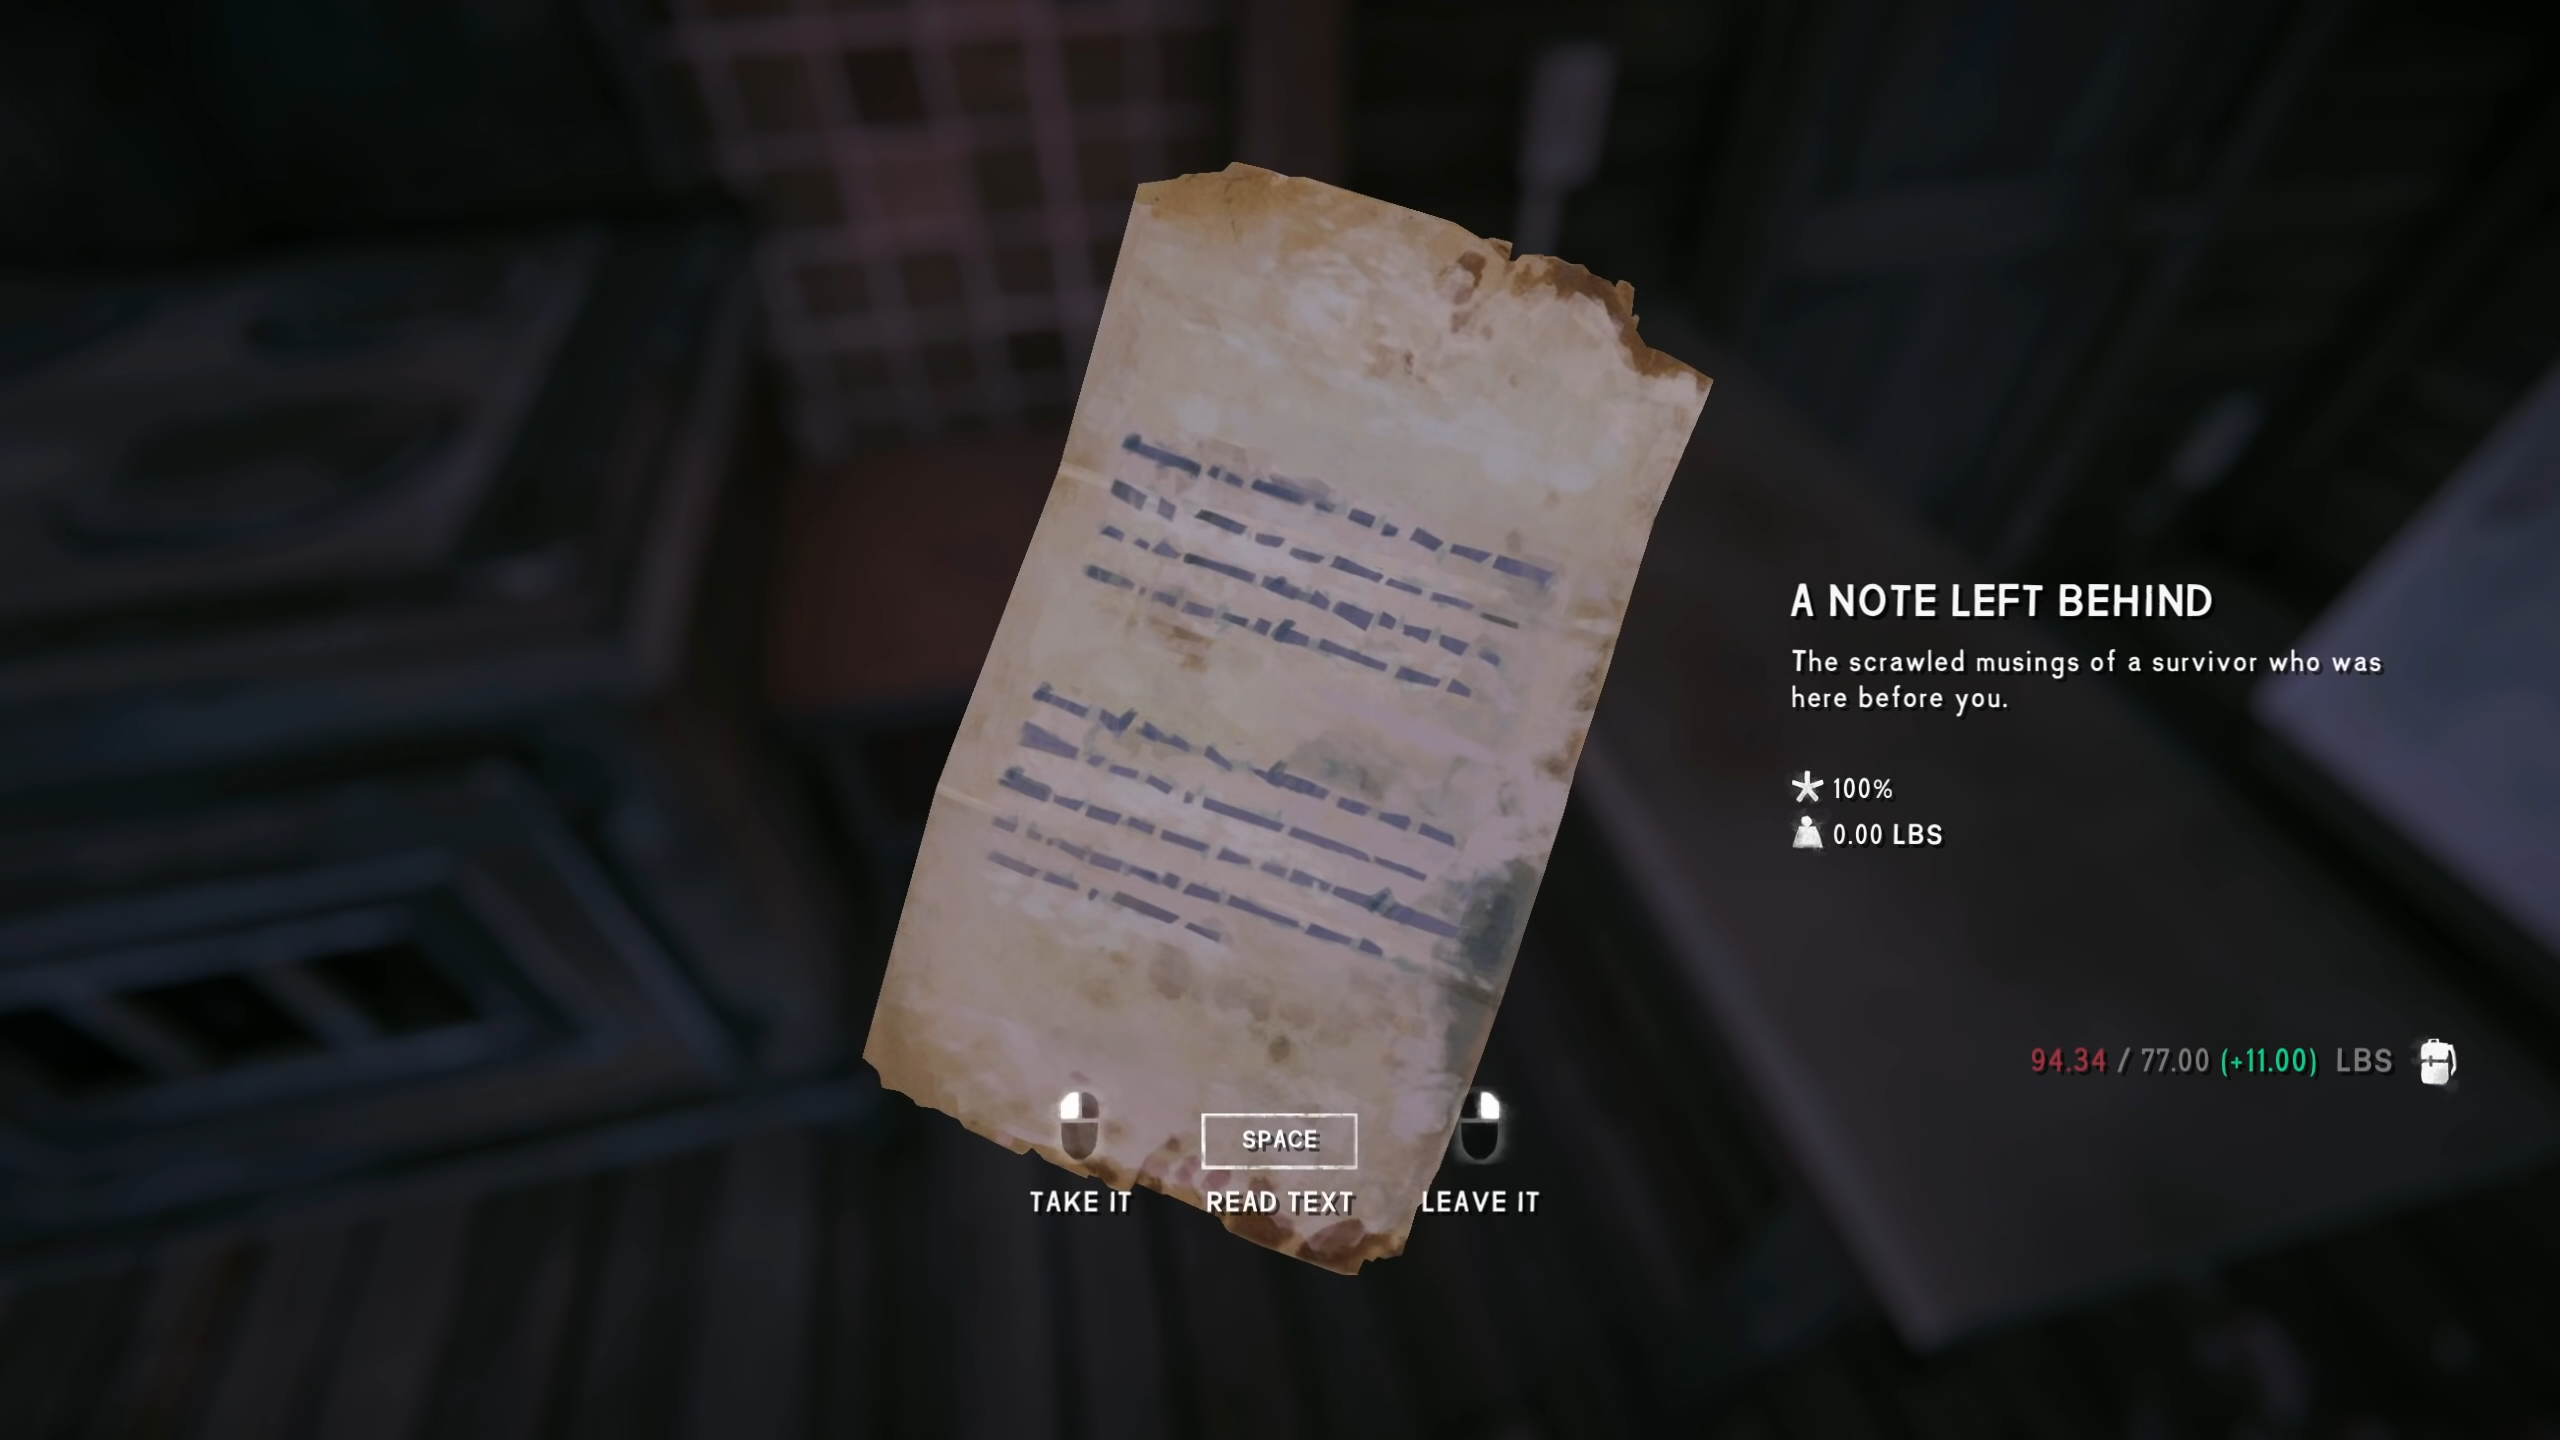 A NOTE LEFT BEHIND
The scrawled musings of a survivor who was
here before you.
100%
0.00 LBS
94.34 / 77.00 (+11.00) LBS
SPACE
TAKE IT
READ TEXT
LEAVE IT